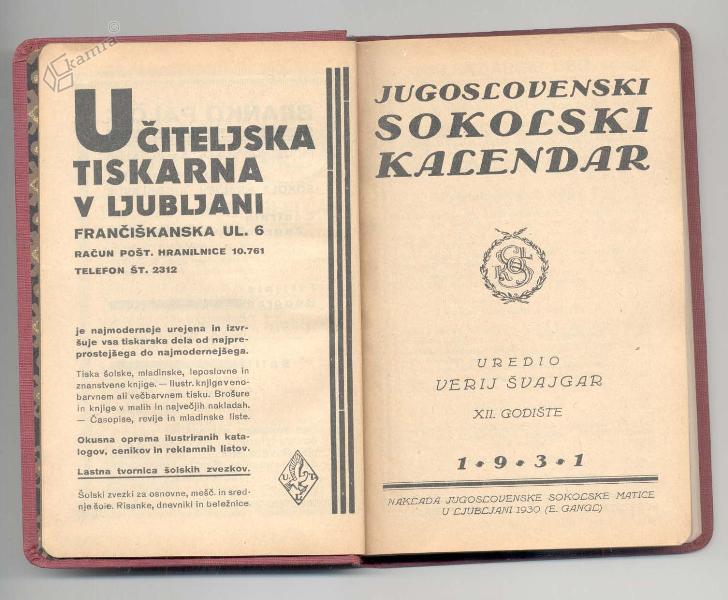 kamra
UČITELJSKA
TISKARNA
V LJUBLJANI
FRANČIŠKANSKA UL. 6
RAČUN POŠT. HRANILNICE 10.761
TELEFON ŠT. 2312
je najmoderneje urejena in izvr-
šuje vsa tiskarska dela od najpre-
prostejšega do najmodernejšega.
Tiska šolske, mladinske, leposlovne in
znanstvene knjige. — Ilustr. knjige v eno-
barvnem ali večbarvnem tisku. Brošure
in knjige v malih in največjih nakladah.
— Časopise, revije in mladinske liste.
Okusna oprema ilustriranih kata-
logov, cenikov in reklamnih listov.
Lastna tvornica šolskih zvezkov.
Šolski zvezki za osnovne, mešč. in sred-
nje šole. Risanke, dnevniki in beležnice
U T L
JUGOSLOVENSKI
SOKOLSKI
KALENDAR
UREDIO
VERIJ ŠVAJGAR
XII. GODIŠTE
1•9•3•1
NAKLADA JUGOSLOVENSKE SOKOLSKE MATICE
U LJUBLJANI 1930 (E. GANGL)